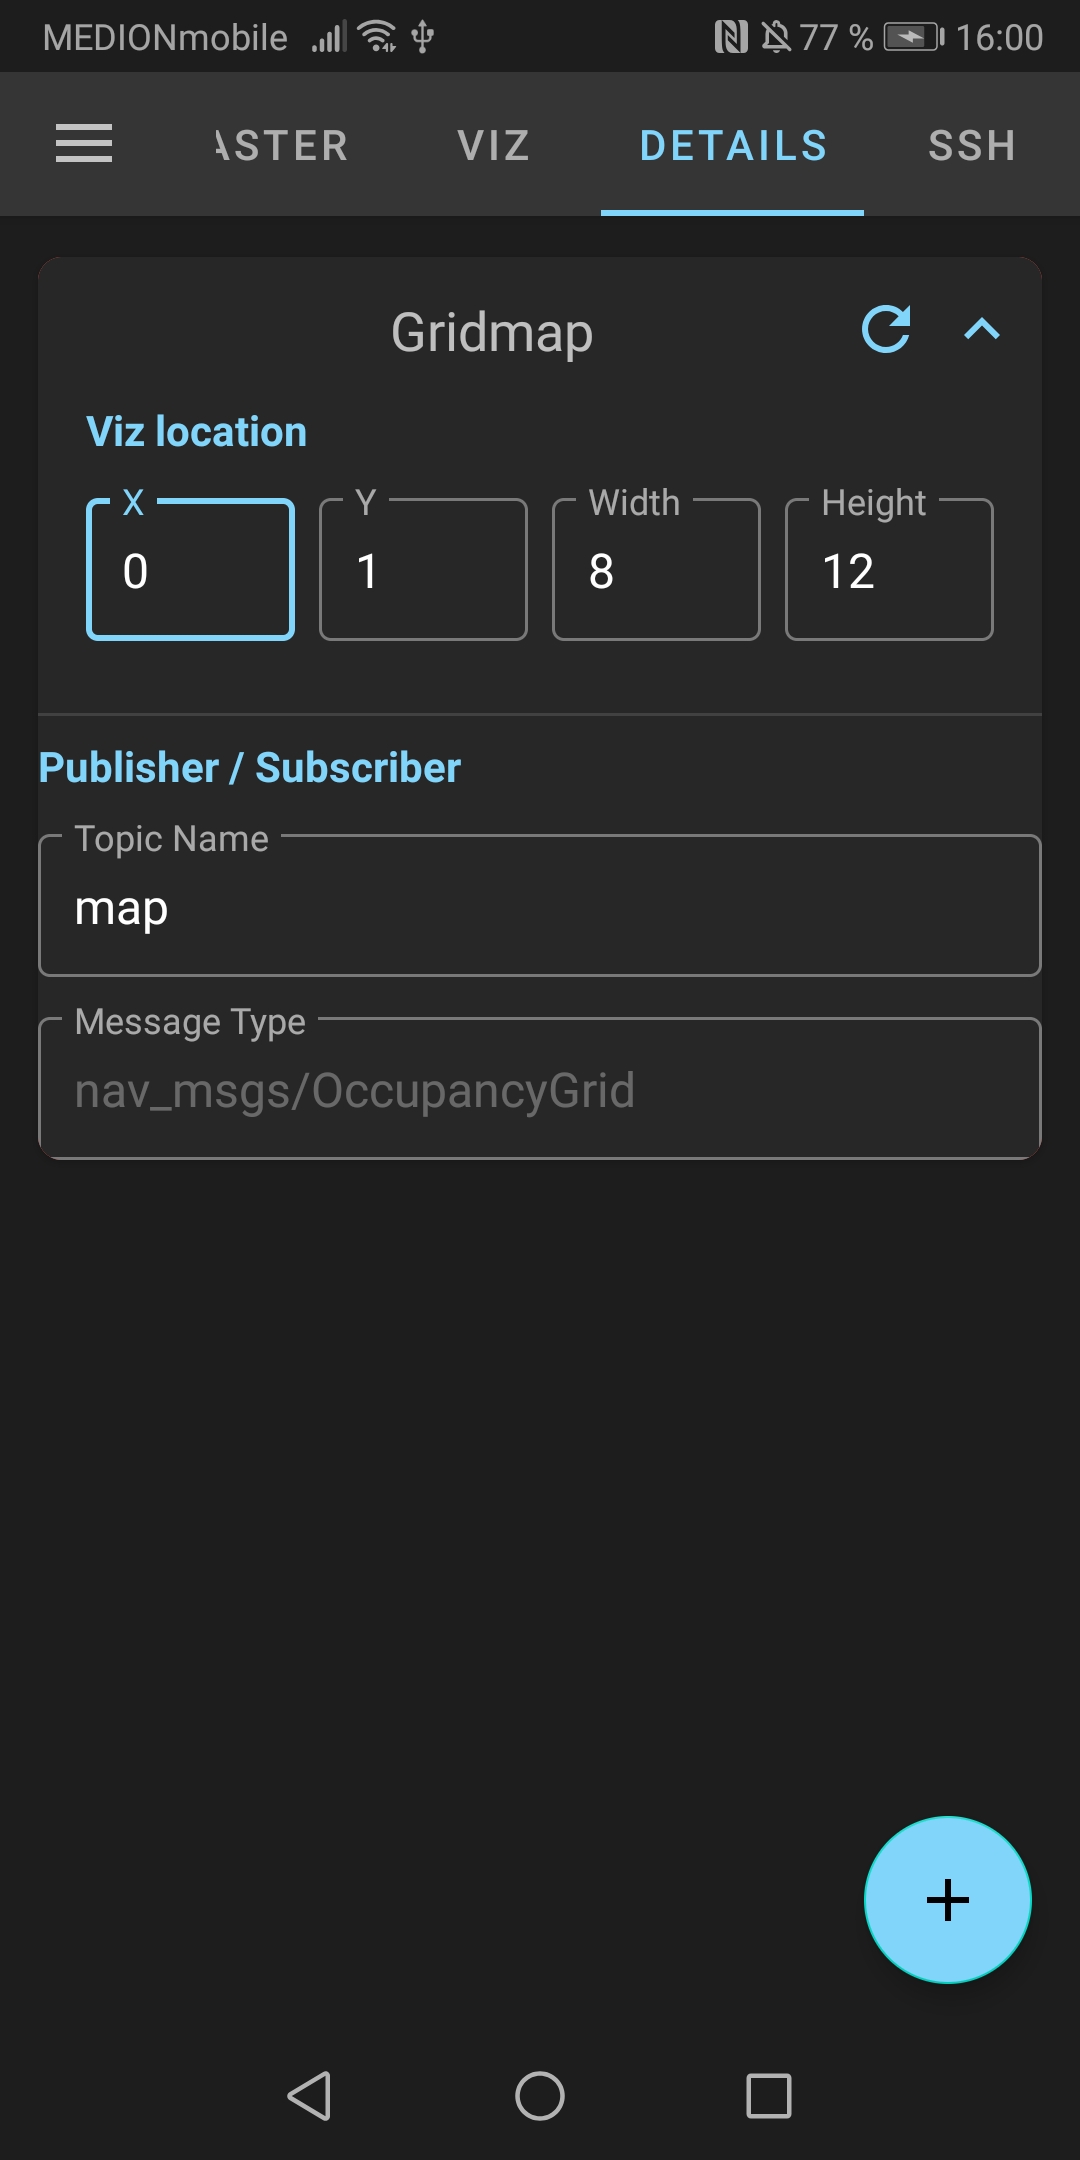 MEDIONmobile 77 % 16:00
ASTER VIZ DETAILS SSH
Gridmap
Viz location
X Y Width Height
0 1 8 12
Publisher / Subscriber
Topic Name
map
Message Type
nav_msgs/OccupancyGrid